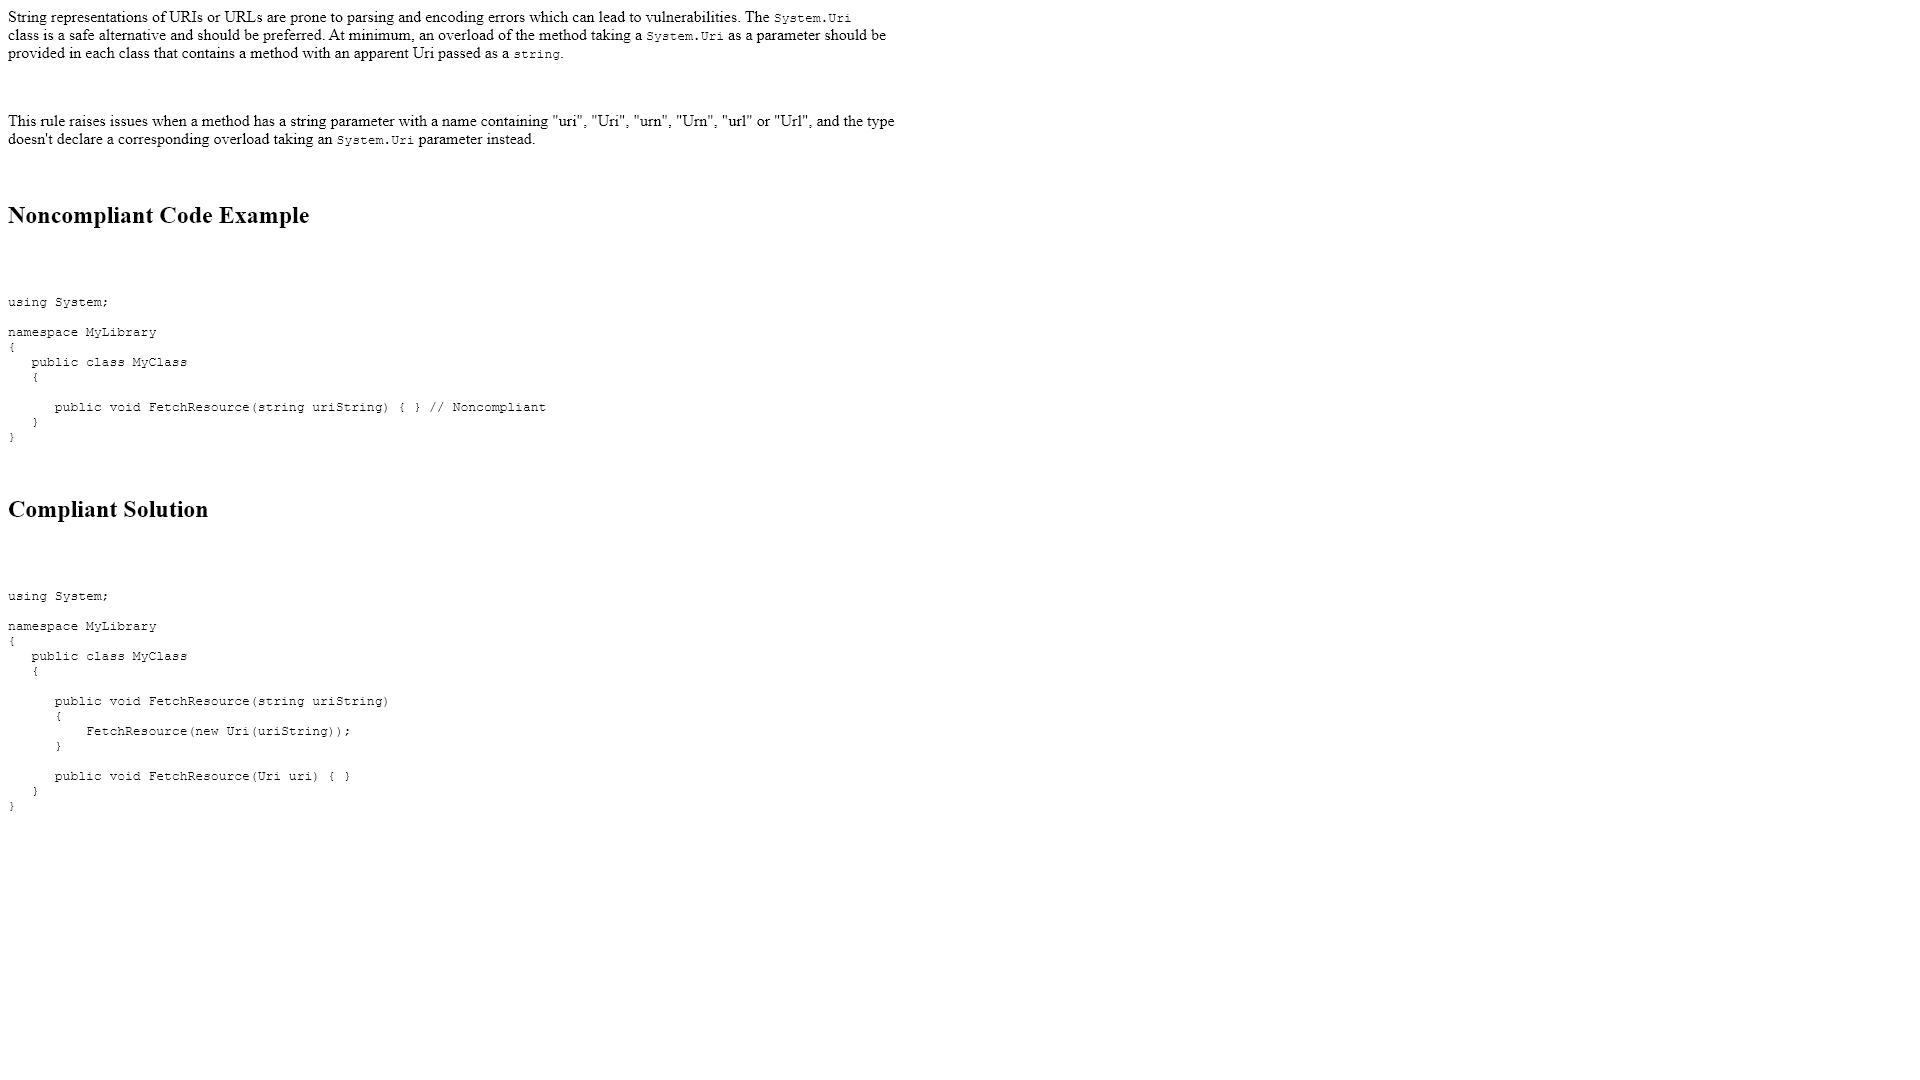 String representations of URIs or URLs are prone to parsing and encoding errors which can lead to vulnerabilities. The System.Uri
class is a safe alternative and should be preferred. At minimum, an overload of the method taking a System.Uri as a parameter should be
provided in each class that contains a method with an apparent Uri passed as a string.
This rule raises issues when a method has a string parameter with a name containing "uri", "Uri", "urn", "Urn", "url" or "Url", and the type
doesn't declare a corresponding overload taking an System.Uri parameter instead.
Noncompliant Code Example
using System;
namespace MyLibrary
{
   public class MyClass
   {
      public void FetchResource(string uriString) { } // Noncompliant
   }
}
Compliant Solution
using System;
namespace MyLibrary
{
   public class MyClass
   {
      public void FetchResource(string uriString)
      {
          FetchResource(new Uri(uriString));
      }
      public void FetchResource(Uri uri) { }
   }
}